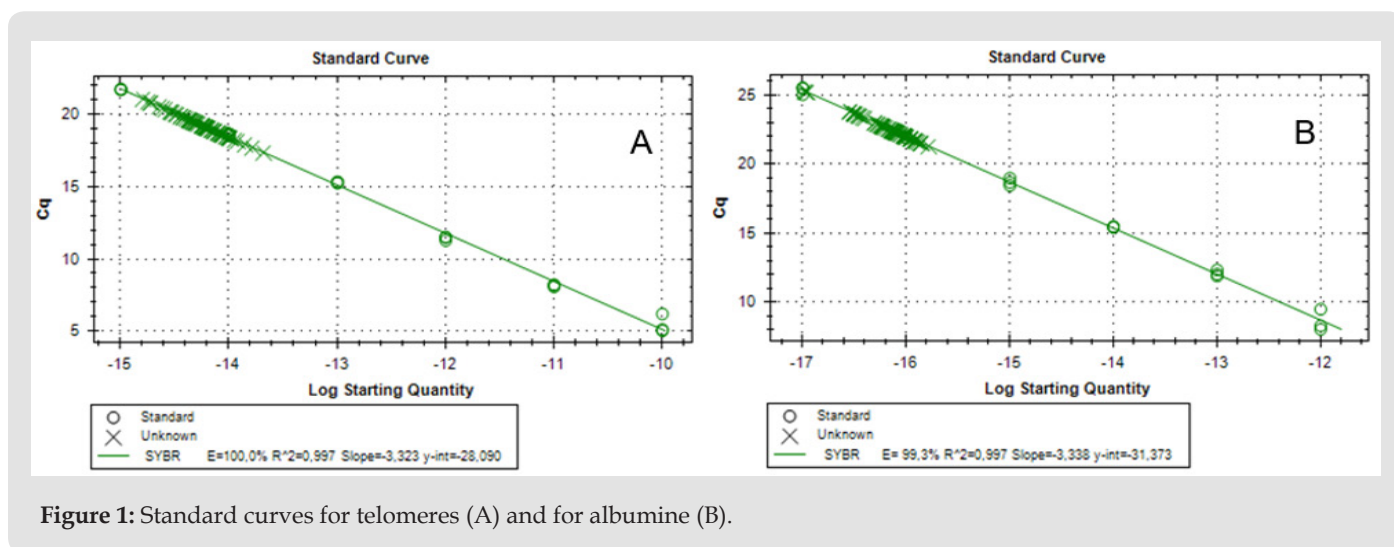 Standard Curve
20
15
10
5
Cq
A
-15 -14 -13 -12 -11 -10
Log Starting Quantity
Standard
Unknown
SYBR E=100,0% R^2=0,997 Slope=-3,323 y-int=-28,090
Standard Curve
25
20
15
10
Cq
B
-17 -16 -15 -14 -13 -12
Log Starting Quantity
Standard
Unknown
SYBR E= 99,3% R^2=0,997 Slope=-3,338 y-int=-31,373
Figure 1: Standard curves for telomeres (A) and for albumine (B).